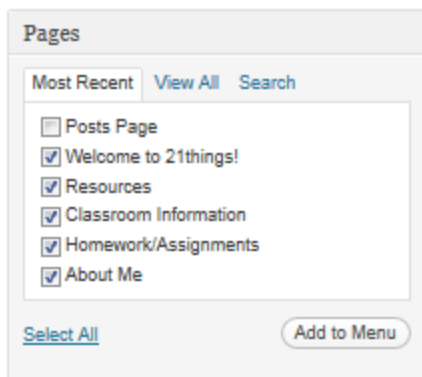 Pages
Most Recent View All Search
Posts Page
Welcome to 21things!
Resources
Classroom Information
Homework/Assignments
About Me
Select All Add to Menu